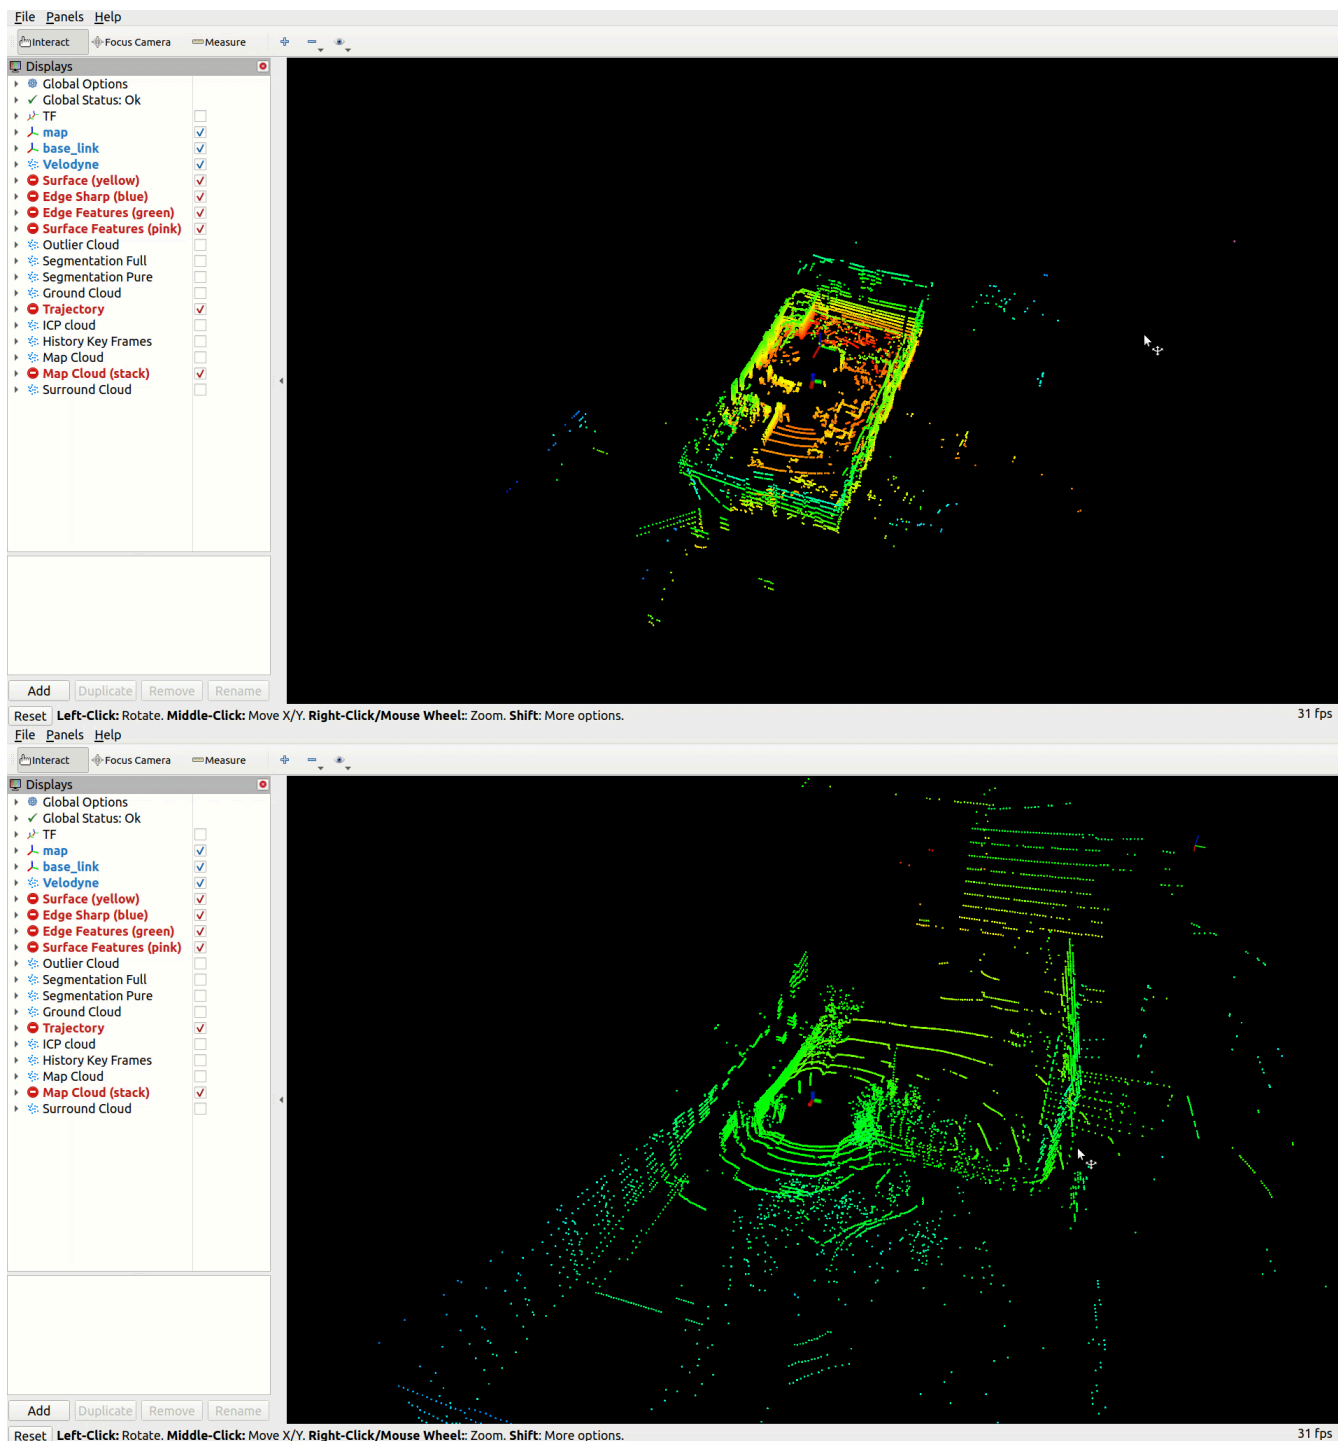 File Panels Help
Interact Focus Camera Measure
Displays
Global Options
Global Status: Ok
TF
map
base_link
Velodyne
Surface (yellow)
Edge Sharp (blue)
Edge Features (green)
Surface Features (pink)
Outlier Cloud
Segmentation Full
Segmentation Pure
Ground Cloud
Trajectory
ICP cloud
History Key Frames
Map Cloud
Map Cloud (stack)
Surround Cloud
Add Duplicate Remove Rename
Reset Left-Click: Rotate. Middle-Click: Move X/Y. Right-Click/Mouse Wheel:: Zoom. Shift: More options. 31 fps
File Panels Help
Interact Focus Camera Measure
Displays
Global Options
Global Status: Ok
TF
map
base_link
Velodyne
Surface (yellow)
Edge Sharp (blue)
Edge Features (green)
Surface Features (pink)
Outlier Cloud
Segmentation Full
Segmentation Pure
Ground Cloud
Trajectory
ICP cloud
History Key Frames
Map Cloud
Map Cloud (stack)
Surround Cloud
Add Duplicate Remove Rename
Reset Left-Click: Rotate. Middle-Click: Move X/Y. Right-Click/Mouse Wheel:: Zoom. Shift: More options. 31 fps